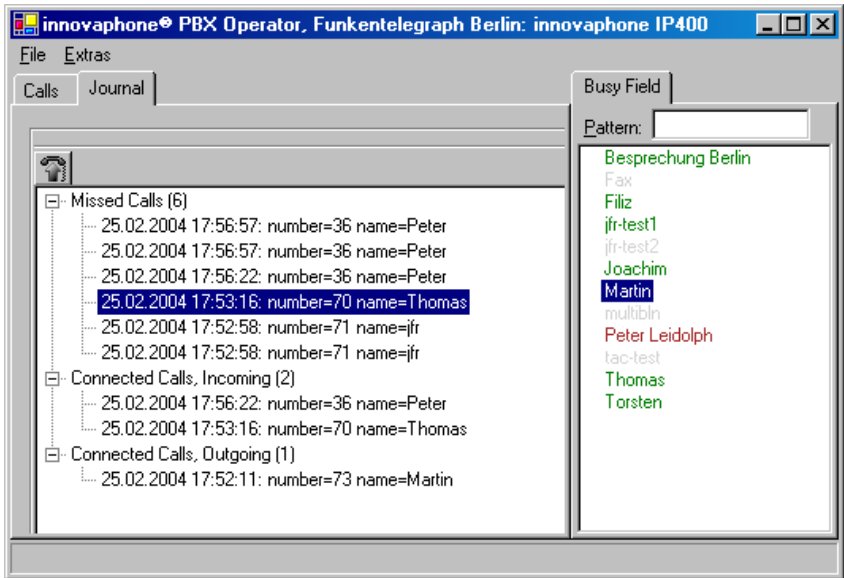 innovaphone® PBX Operator, Funkentelegraph Berlin: innovaphone IP400
File Extras
Calls Journal
Missed Calls (6)
25.02.2004 17:56:57: number=36 name=Peter
25.02.2004 17:56:57: number=36 name=Peter
25.02.2004 17:56:22: number=36 name=Peter
25.02.2004 17:53:16: number=70 name=Thomas
25.02.2004 17:52:58: number=71 name=jfr
25.02.2004 17:52:58: number=71 name=jfr
Connected Calls, Incoming (2)
25.02.2004 17:56:22: number=36 name=Peter
25.02.2004 17:53:16: number=70 name=Thomas
Connected Calls, Outgoing (1)
25.02.2004 17:52:11: number=73 name=Martin
Busy Field
Pattern:
Besprechung Berlin
Fax
Filiz
jfr-test1
jfr-test2
Joachim
Martin
multibln
Peter Leidolph
tac-test
Thomas
Torsten